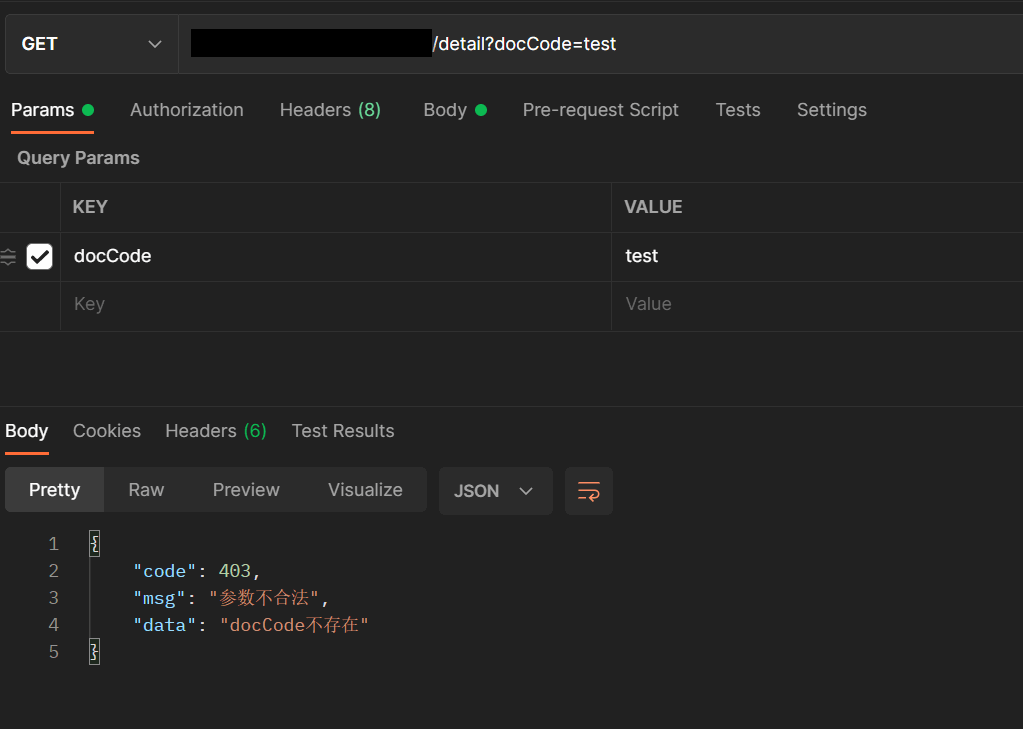 GET /detail?docCode=test
Params Authorization Headers (8) Body Pre-request Script Tests Settings
Query Params
KEY VALUE
docCode test
Key Value
Body Cookies Headers (6) Test Results
Pretty Raw Preview Visualize JSON
1 {
2 "code": 403,
3 "msg": "参数不合法",
4 "data": "docCode不存在"
5 }